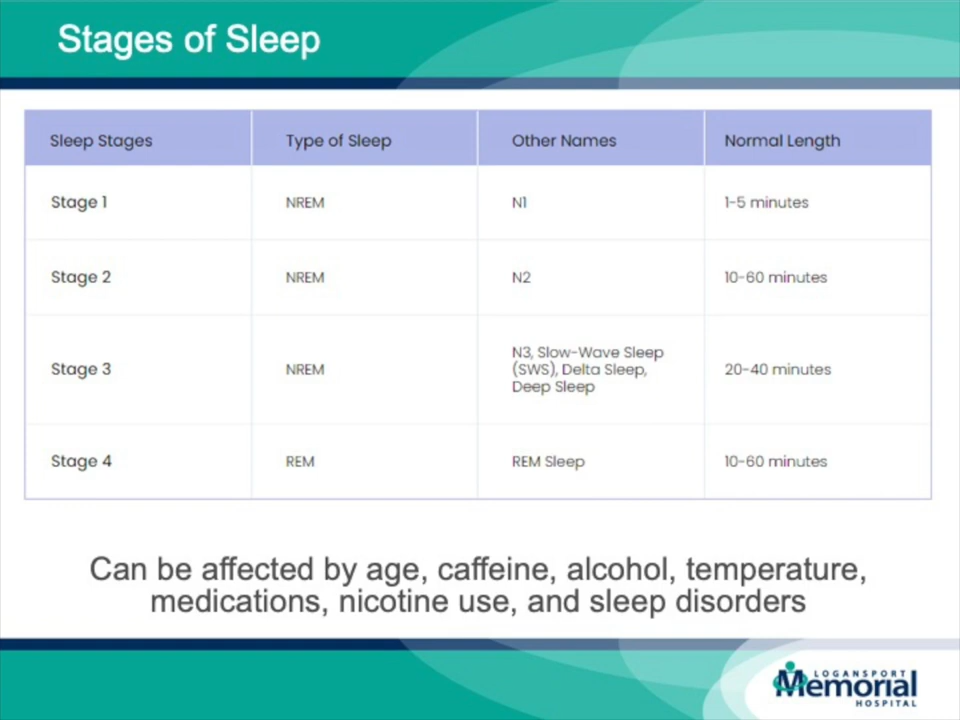 Stages of Sleep
Sleep Stages Type of Sleep Other Names Normal Length
Stage 1 NREM N1 1-5 minutes
Stage 2 NREM N2 10-60 minutes
Stage 3 NREM N3, Slow-Wave Sleep (SWS), Delta Sleep, Deep Sleep 20-40 minutes
Stage 4 REM REM Sleep 10-60 minutes
Can be affected by age, caffeine, alcohol, temperature,
medications, nicotine use, and sleep disorders
LOGANSPORT
Memorial
HOSPITAL